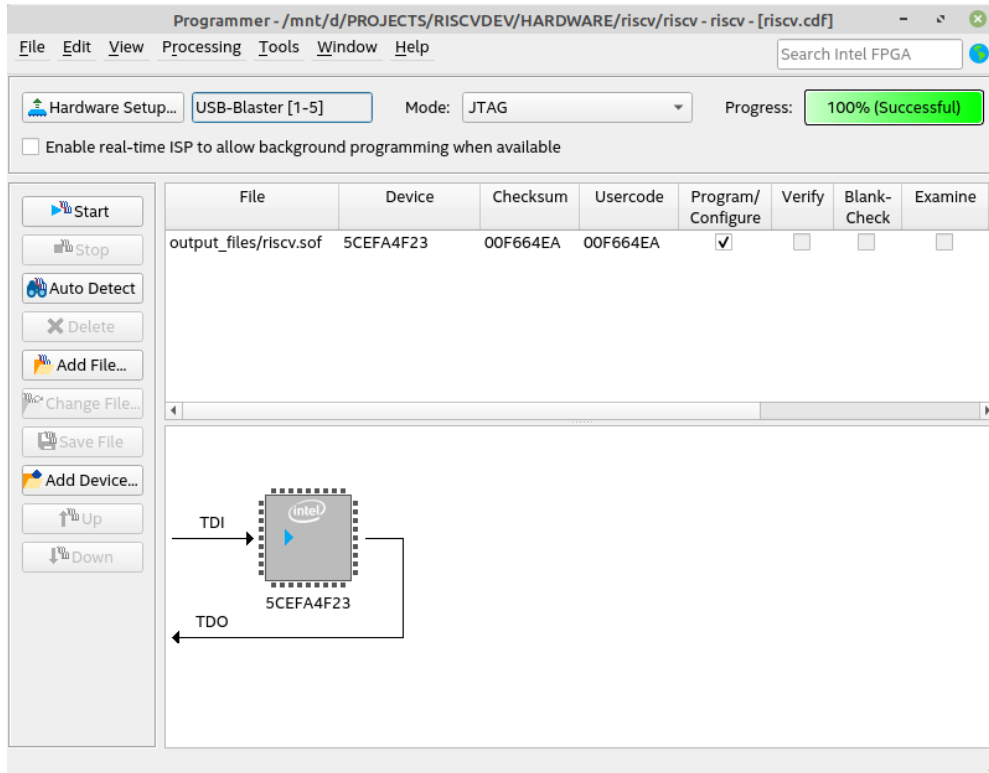 Programmer - /mnt/d/PROJECTS/RISCVDEV/HARDWARE/riscv/riscv - riscv - [riscv.cdf]
File Edit View Processing Tools Window Help
Search Intel FPGA
Hardware Setup... USB-Blaster [1-5] Mode: JTAG Progress: 100% (Successful)
Enable real-time ISP to allow background programming when available
Start
Stop
Auto Detect
Delete
Add File...
Change File...
Save File
Add Device...
Up
Down
File Device Checksum Usercode Program/ Verify Blank- Examine
Configure Check
output_files/riscv.sof 5CEFA4F23 00F664EA 00F664EA
intel
TDI
5CEFA4F23
TDO